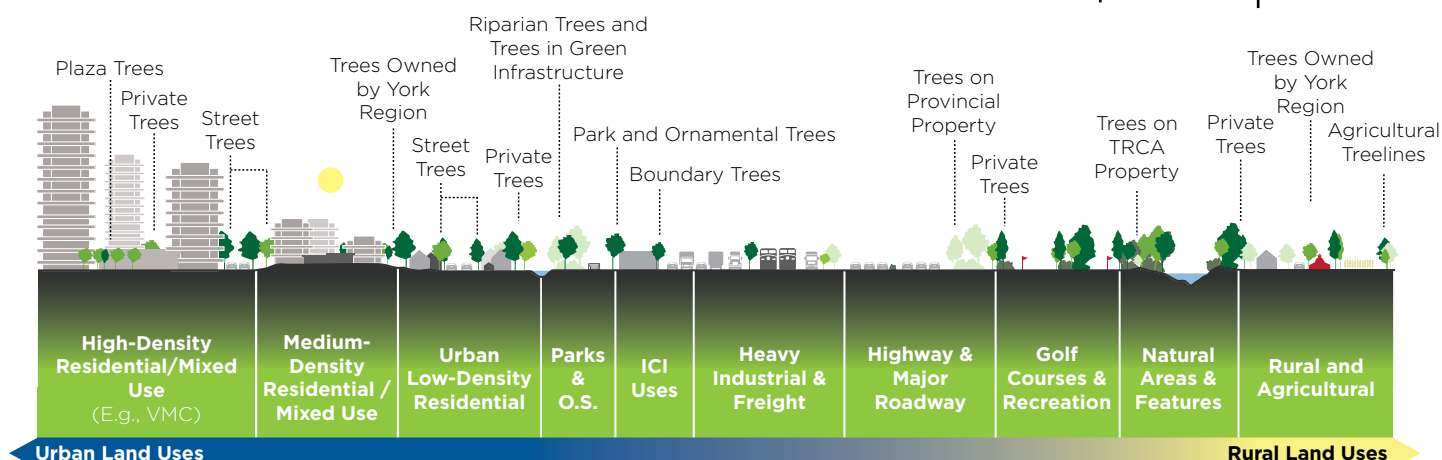 Plaza Trees
Private
Trees
Street
Trees
Trees Owned
by York
Region
Street
Trees
Private
Trees
Riparian Trees and
Trees in Green
Infrastructure
Park and Ornamental Trees
Boundary Trees
Trees on
Provincial
Property
Private
Trees
Trees on
TRCA
Property
Private
Trees
Trees Owned
by York
Region
Agricultural
Treelines
High-Density
Residential/Mixed
Use
(E.g., VMC)
Medium-
Density
Residential /
Mixed Use
Urban
Low-Density
Residential
Parks
&
O.S.
ICI
Uses
Heavy
Industrial &
Freight
Highway &
Major
Roadway
Golf
Courses &
Recreation
Natural
Areas &
Features
Rural and
Agricultural
Urban Land Uses
Rural Land Uses